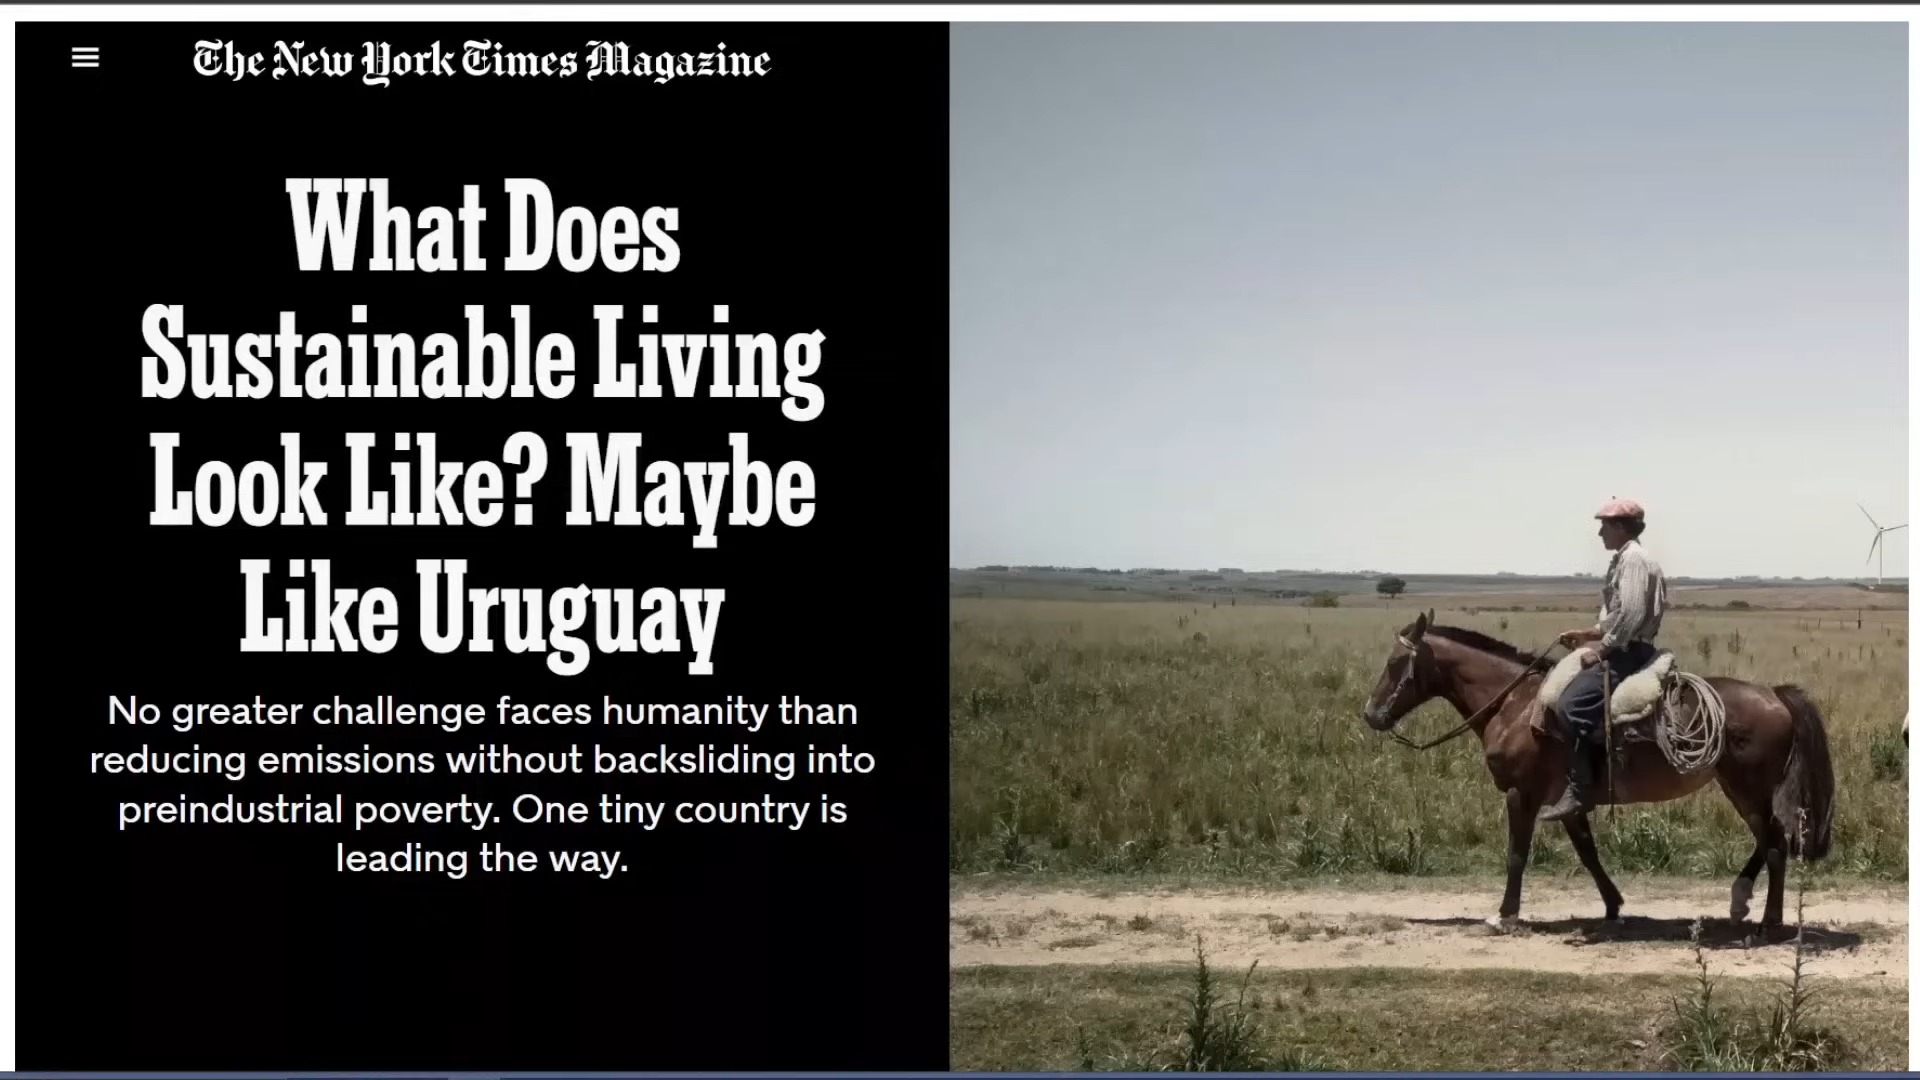 The New York Times Magazine
What Does
Sustainable Living
Look Like? Maybe
Like Uruguay
No greater challenge faces humanity than
reducing emissions without backsliding into
preindustrial poverty. One tiny country is
leading the way.